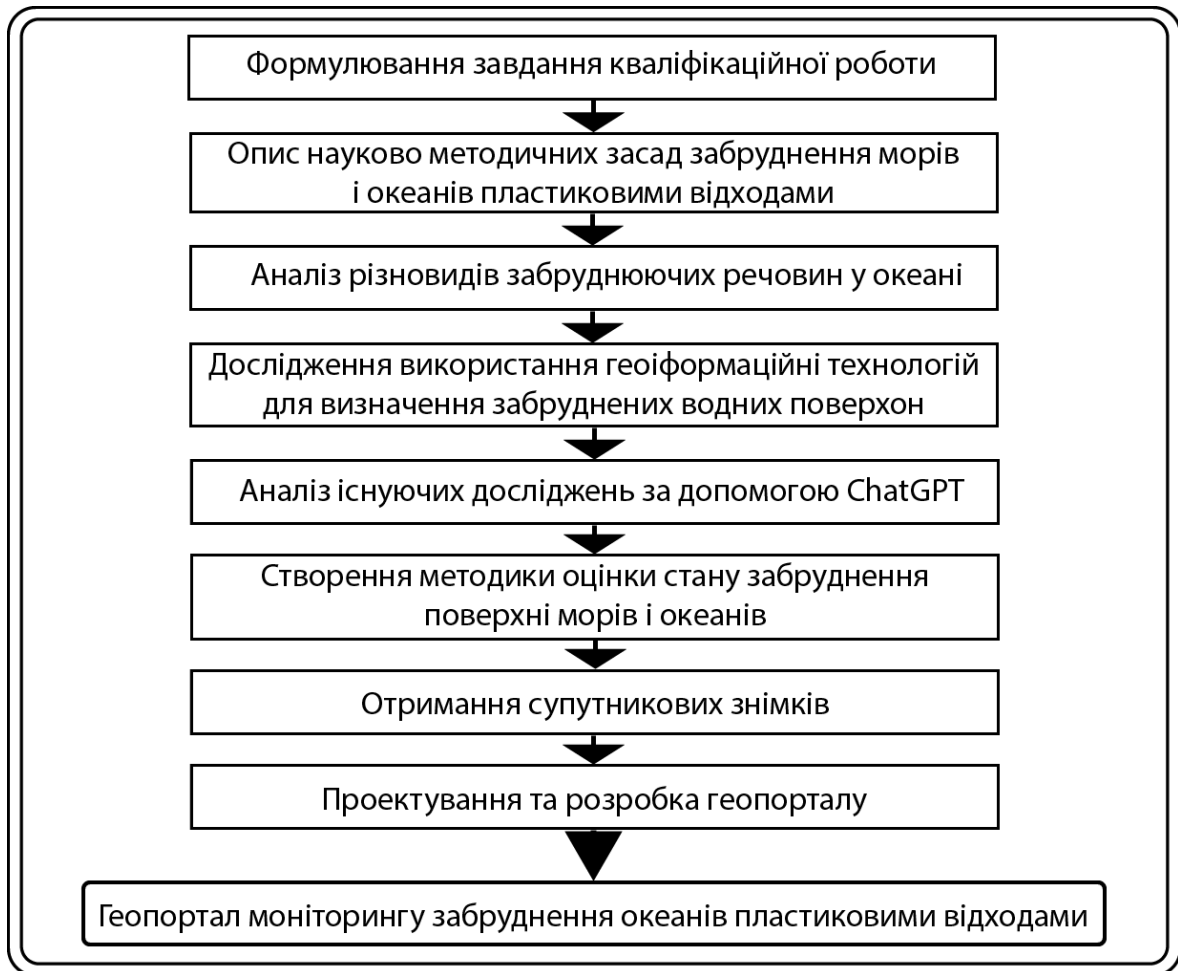 Формулювання завдання кваліфікаційної роботи
Опис науково методичних засад забруднення морів
і океанів пластиковими відходами
Аналіз різновидів забруднюючих речовин у океані
Дослідження використання геоіформаційні технологій
для визначення забруднених водних поверхон
Аналіз існуючих досліджень за допомогою ChatGPT
Створення методики оцінки стану забруднення
поверхні морів і океанів
Отримання супутникових знімків
Проектування та розробка геопорталу
Геопортал моніторингу забруднення океанів пластиковими відходами